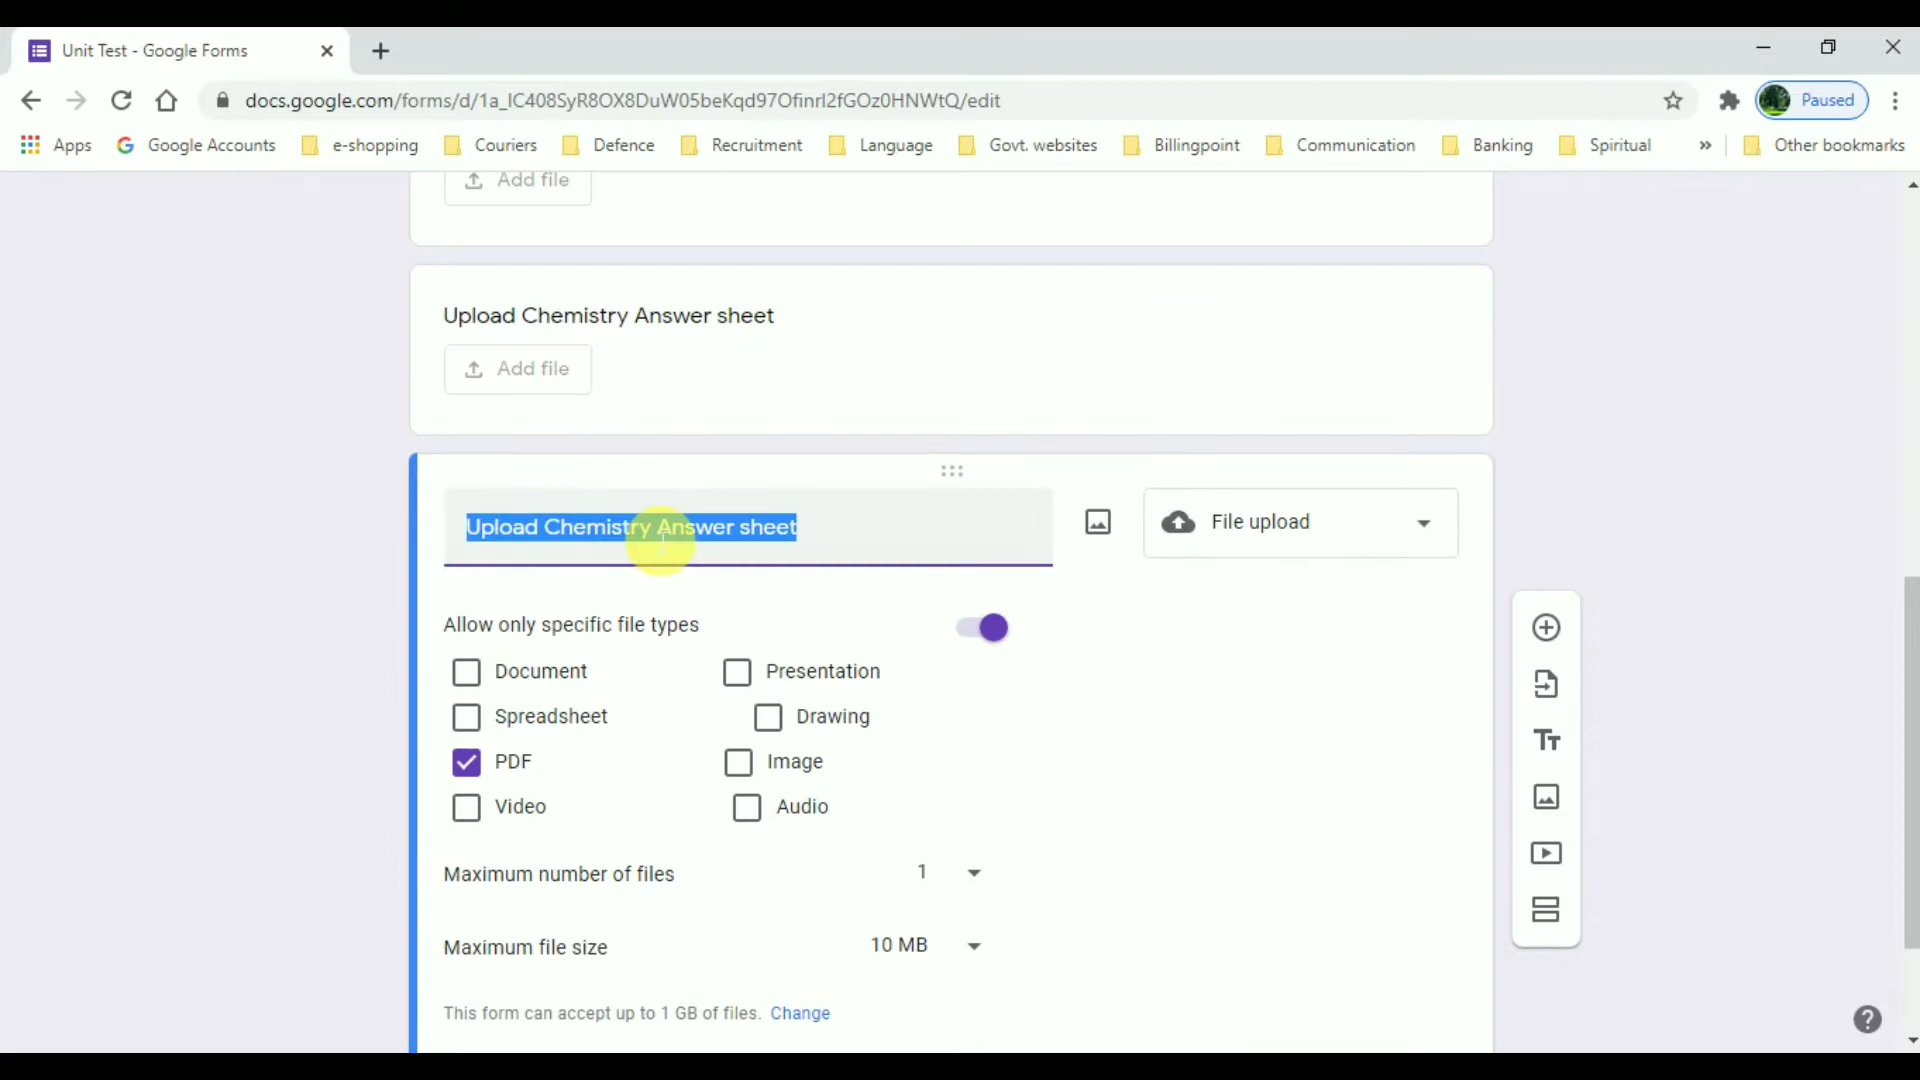 Unit Test - Google Forms
docs.google.com/forms/d/1a_IC408SyR8OX8DuW05beKqd97Ofinrl2fGOz0HNWtQ/edit
Paused
Apps Google Accounts e-shopping Couriers Defence Recruitment Language Govt. websites Billingpoint Communication Banking Spiritual » Other bookmarks
Add file
Upload Chemistry Answer sheet
Add file
Upload Chemistry Answer sheet
File upload
Allow only specific file types
Document Presentation
Spreadsheet Drawing
PDF Image
Video Audio
Maximum number of files 1
Maximum file size 10 MB
This form can accept up to 1 GB of files. Change